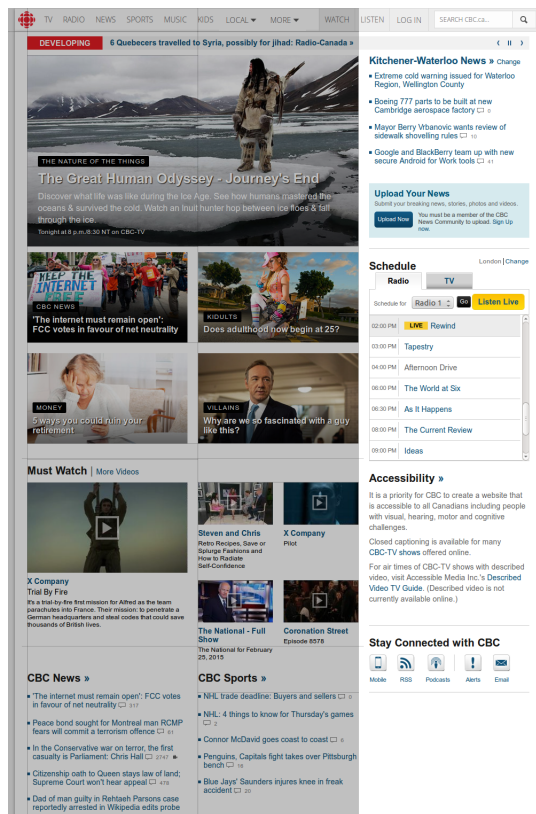 TV RADIO NEWS SPORTS MUSIC KIDS LOCAL MORE WATCH LISTEN LOG IN SEARCH CBC.ca...
DEVELOPING 6 Quebecers travelled to Syria, possibly for jihad: Radio-Canada »
THE NATURE OF THE THINGS
The Great Human Odyssey - Journey's End
Discover what life was like during the Ice Age. See how humans mastered the
oceans & survived the cold. Watch an Inuit hunter hop between ice floes & fall
through the ice.
Tonight at 8 p.m./8:30 NT on CBC-TV
KEEP THE
INTERNET
FREE
CBC NEWS
'The internet must remain open':
FCC votes in favour of net neutrality
KIDULTS
Does adulthood now begin at 25?
MONEY
5 ways you could ruin your
retirement
VILLAINS
Why are we so fascinated with a guy
like this?
Must Watch | More Videos
X Company
Trial By Fire
It's a trial-by-fire first mission for Alfred as the team
parachutes into France. Their mission: to penetrate a
German headquarters and steal codes that could save
thousands of British lives.
Steven and Chris
Retro Recipes, Save or
Splurge Fashions and
How to Radiate
Self-Confidence
X Company
Pilot
The National - Full
Show
The National for February
25, 2015
Coronation Street
Episode 8578
CBC News »
'The internet must remain open': FCC votes
in favour of net neutrality 317
Peace bond sought for Montreal man RCMP
fears will commit a terrorism offence 61
In the Conservative war on terror, the first
casualty is Parliament: Chris Hall 2747
Citizenship oath to Queen stays law of land;
Supreme Court won't hear appeal 478
Dad of man guilty in Rehtaeh Parsons case
reportedly arrested in Wikipedia edits probe
CBC Sports »
NHL trade deadline: Buyers and sellers 0
NHL: 4 things to know for Thursday's games
2
Connor McDavid goes coast to coast 6
Penguins, Capitals fight takes over Pittsburgh
bench 16
Blue Jays' Saunders injures knee in freak
accident 20
Kitchener-Waterloo News » Change
Extreme cold warning issued for Waterloo
Region, Wellington County
Boeing 777 parts to be built at new
Cambridge aerospace factory 0
Mayor Berry Vrbanovic wants review of
sidewalk shovelling rules 10
Google and BlackBerry team up with new
secure Android for Work tools 41
Upload Your News
Submit your breaking news, stories, photos and videos.
Upload Now
You must be a member of the CBC
News Community to upload. Sign Up
now.
Schedule London | Change
Radio TV
Schedule for Radio 1 Go Listen Live
02:00 PM LIVE Rewind
03:00 PM Tapestry
04:00 PM Afternoon Drive
06:00 PM The World at Six
06:30 PM As It Happens
08:00 PM The Current Review
09:00 PM Ideas
Accessibility »
It is a priority for CBC to create a website that
is accessible to all Canadians including people
with visual, hearing, motor and cognitive
challenges.
Closed captioning is available for many
CBC-TV shows offered online.
For air times of CBC-TV shows with described
video, visit Accessible Media Inc.'s Described
Video TV Guide. (Described video is not
currently available online.)
Stay Connected with CBC
Mobile RSS Podcasts Alerts Email